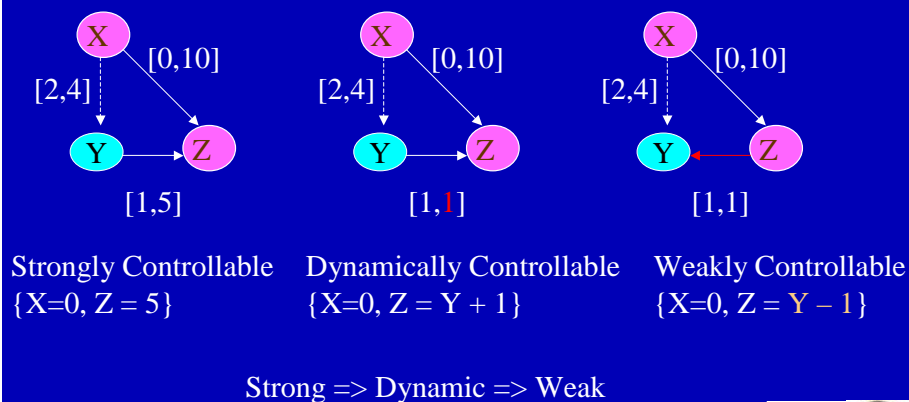 X X X
[0,10] [0,10] [0,10]
[2,4] [2,4] [2,4]
Y Z Y Z Y Z
[1,5] [1,1] [1,1]
Strongly Controllable Dynamically Controllable Weakly Controllable
{X=0, Z = 5} {X=0, Z = Y + 1} {X=0, Z = Y – 1}
Strong => Dynamic => Weak